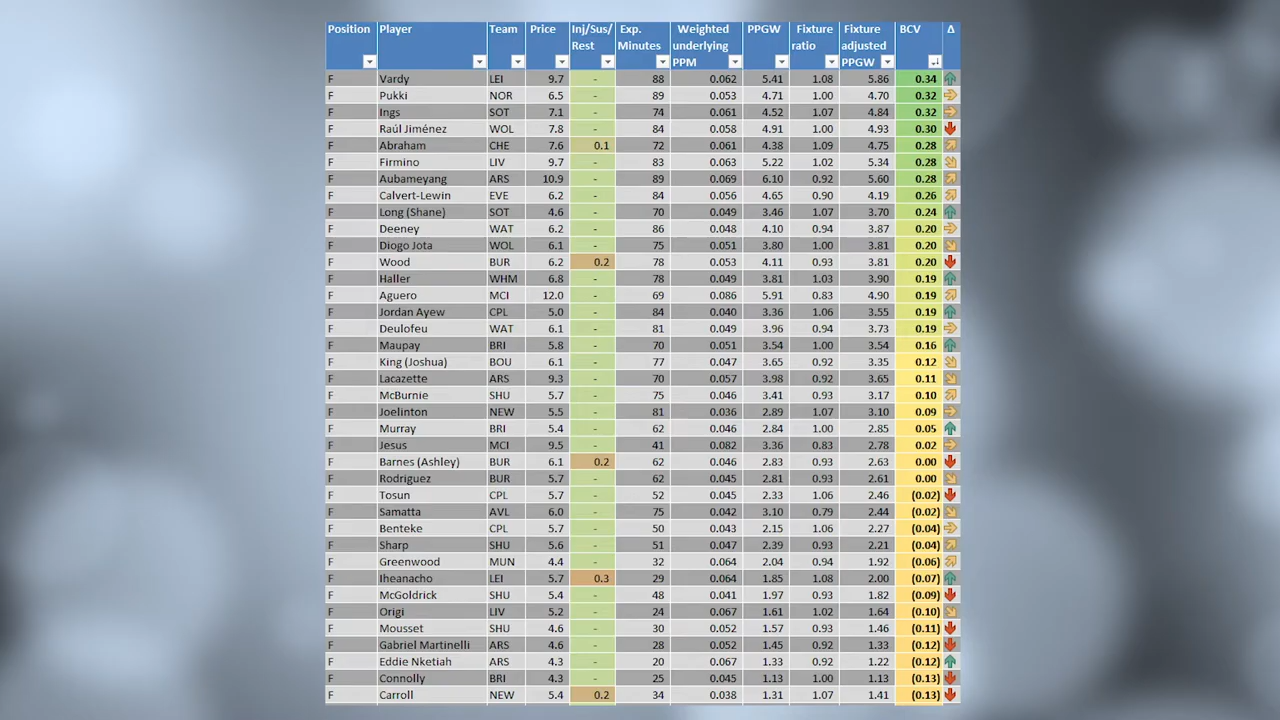 Position Player Team Price Inj/Sus/ Exp. Weighted PPGW Fixture Fixture BCV Δ
Rest Minutes underlying ratio adjusted
PPM PPGW
F Vardy LEI 9.7 - 88 0.062 5.41 1.08 5.86 0.34
F Pukki NOR 6.5 - 89 0.053 4.71 1.00 4.70 0.32
F Ings SOT 7.1 - 74 0.061 4.52 1.07 4.84 0.32
F Raúl Jiménez WOL 7.8 - 84 0.058 4.91 1.00 4.93 0.30
F Abraham CHE 7.6 0.1 72 0.061 4.38 1.09 4.75 0.28
F Firmino LIV 9.7 - 83 0.063 5.22 1.02 5.34 0.28
F Aubameyang ARS 10.9 - 89 0.069 6.10 0.92 5.60 0.28
F Calvert-Lewin EVE 6.2 - 84 0.056 4.65 0.90 4.19 0.26
F Long (Shane) SOT 4.6 - 70 0.049 3.46 1.07 3.70 0.24
F Deeney WAT 6.2 - 86 0.048 4.10 0.94 3.87 0.20
F Diogo Jota WOL 6.1 - 75 0.051 3.80 1.00 3.81 0.20
F Wood BUR 6.2 0.2 78 0.053 4.11 0.93 3.81 0.20
F Haller WHM 6.8 - 78 0.049 3.81 1.03 3.90 0.19
F Aguero MCI 12.0 - 69 0.086 5.91 0.83 4.90 0.19
F Jordan Ayew CPL 5.0 - 84 0.040 3.36 1.06 3.55 0.19
F Deulofeu WAT 6.1 - 81 0.049 3.96 0.94 3.73 0.19
F Maupay BRI 5.8 - 70 0.051 3.54 1.00 3.54 0.16
F King (Joshua) BOU 6.1 - 77 0.047 3.65 0.92 3.35 0.12
F Lacazette ARS 9.3 - 70 0.057 3.98 0.92 3.65 0.11
F McBurnie SHU 5.7 - 75 0.046 3.41 0.93 3.17 0.10
F Joelinton NEW 5.5 - 81 0.036 2.89 1.07 3.10 0.09
F Murray BRI 5.4 - 62 0.046 2.84 1.00 2.85 0.05
F Jesus MCI 9.5 - 41 0.082 3.36 0.83 2.78 0.02
F Barnes (Ashley) BUR 6.1 0.2 62 0.046 2.83 0.93 2.63 0.00
F Rodriguez BUR 5.7 - 62 0.045 2.81 0.93 2.61 0.00
F Tosun CPL 5.7 - 52 0.045 2.33 1.06 2.46 (0.02)
F Samatta AVL 6.0 - 75 0.042 3.10 0.79 2.44 (0.02)
F Benteke CPL 5.7 - 50 0.043 2.15 1.06 2.27 (0.04)
F Sharp SHU 5.6 - 51 0.047 2.39 0.93 2.21 (0.04)
F Greenwood MUN 4.4 - 32 0.064 2.04 0.94 1.92 (0.06)
F Iheanacho LEI 5.7 0.3 29 0.064 1.85 1.08 2.00 (0.07)
F McGoldrick SHU 5.4 - 48 0.041 1.97 0.93 1.82 (0.09)
F Origi LIV 5.2 - 24 0.067 1.61 1.02 1.64 (0.10)
F Mousset SHU 4.6 - 30 0.052 1.57 0.93 1.46 (0.11)
F Gabriel Martinelli ARS 4.6 - 28 0.052 1.45 0.92 1.33 (0.12)
F Eddie Nketiah ARS 4.3 - 20 0.067 1.33 0.92 1.22 (0.12)
F Connolly BRI 4.3 - 25 0.045 1.13 1.00 1.13 (0.13)
F Carroll NEW 5.4 0.2 34 0.038 1.31 1.07 1.41 (0.13)